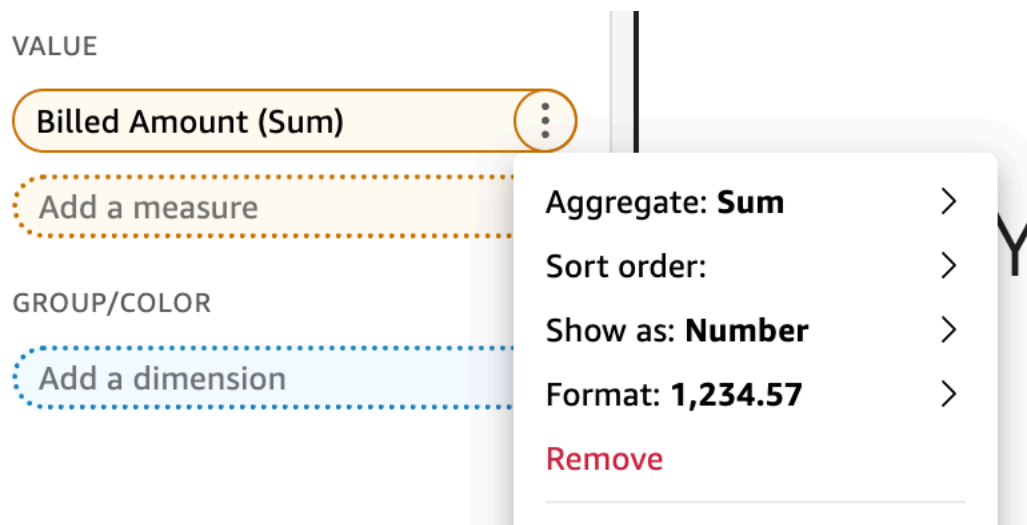 VALUE
Billed Amount (Sum)
Add a measure
GROUP/COLOR
Add a dimension
Aggregate: Sum
Sort order:
Show as: Number
Format: 1,234.57
Remove
Y